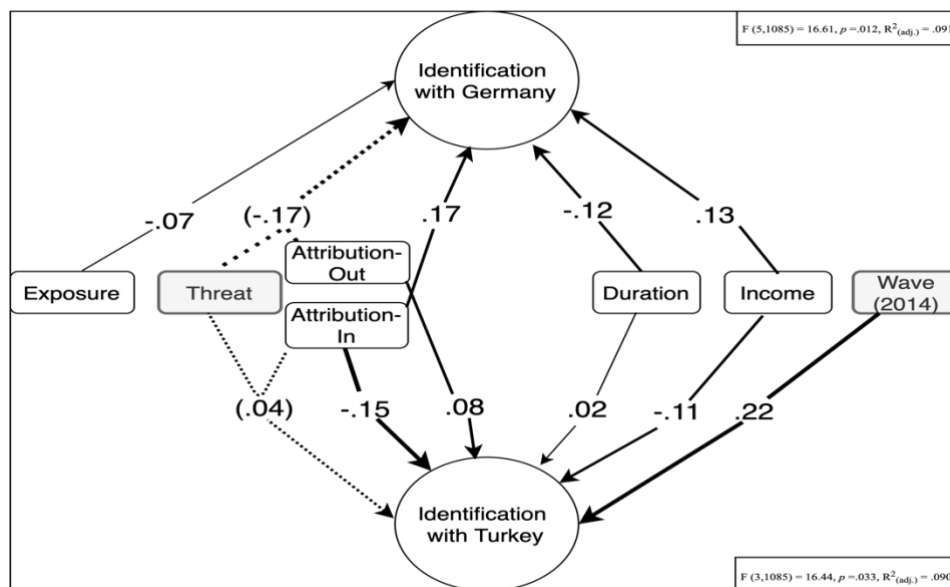 F (5,1085) = 16.61, p =.012, R²(adj.) = .091
Identification
with Germany
-.07
(-.17)
.17
-.12
.13
Exposure
Threat
Attribution-
Out
Attribution-
In
Duration
Income
Wave
(2014)
(.04)
-.15
.08
.02
-.11
.22
Identification
with Turkey
F (3,1085) = 16.44, p =.033, R²(adj.) = .090